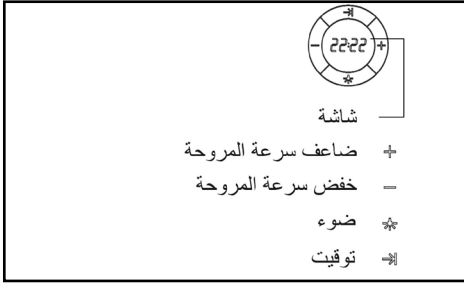 22:22
شاشة
+ ضاعف سرعة المروحة
− خفض سرعة المروحة
ضوء
توقيت